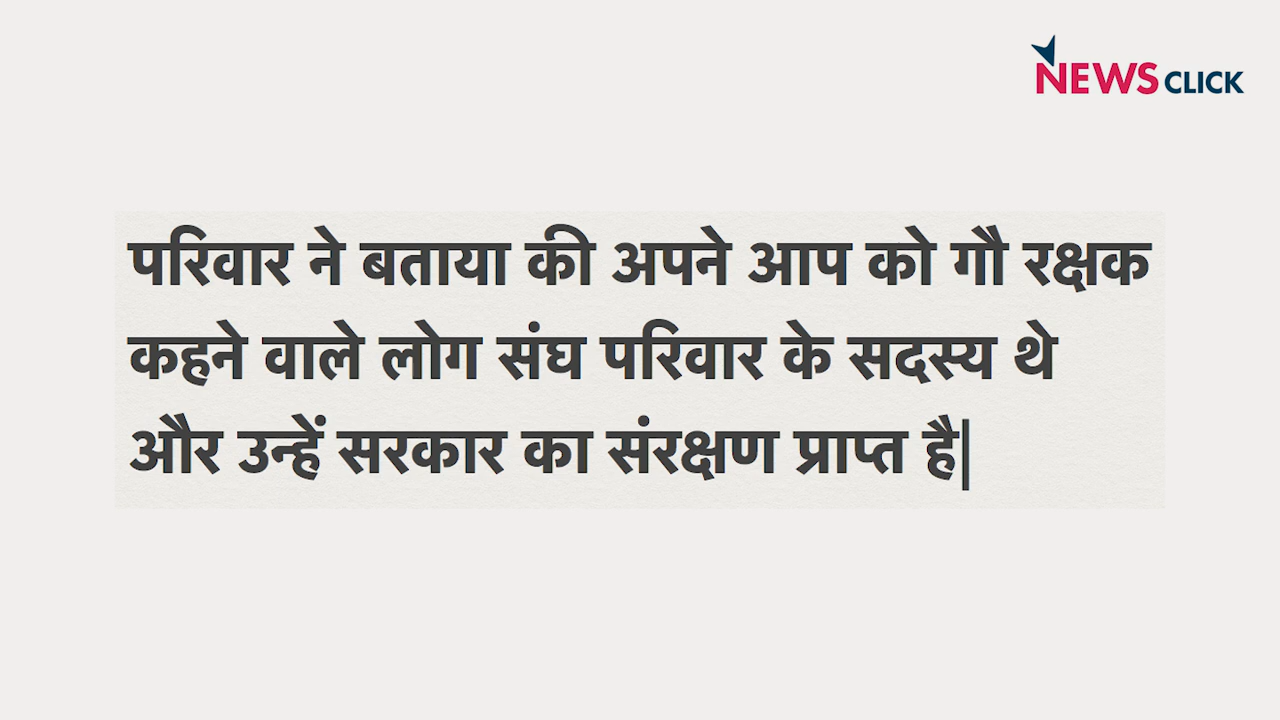 NEWSCLICK
परिवार ने बताया की अपने आप को गौ रक्षक
कहने वाले लोग संघ परिवार के सदस्य थे
और उन्हें सरकार का संरक्षण प्राप्त है|